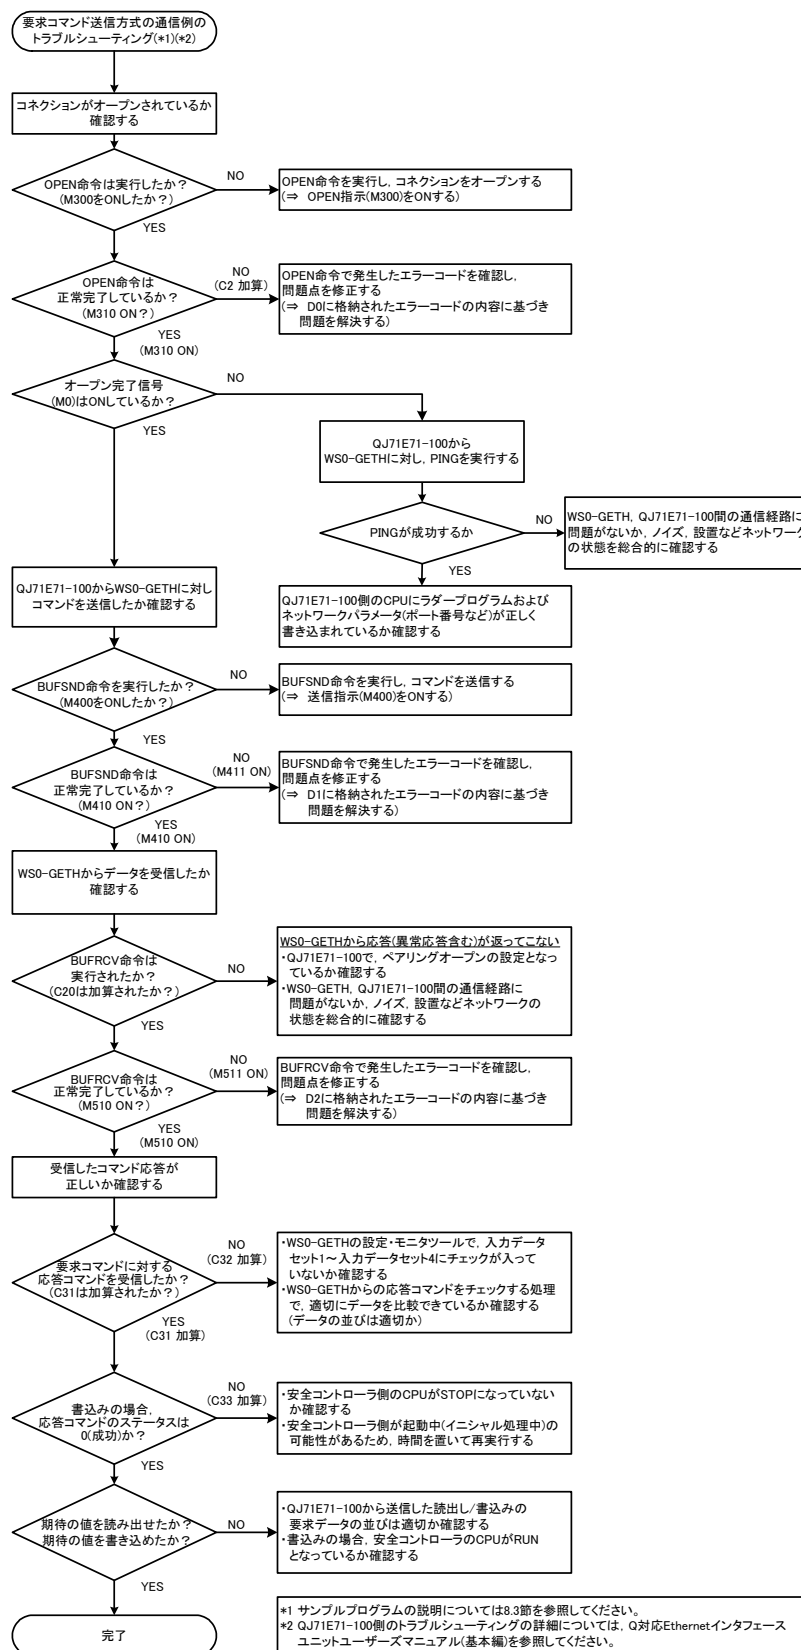 要求コマンド送信方式の通信例の
トラブルシューティング(*1)(*2)
コネクションがオープンされているか
確認する
OPEN命令は実行したか？
(M300をONしたか？)
NO
OPEN命令を実行し，コネクションをオープンする
(⇒ OPEN指示(M300)をONする)
YES
OPEN命令は
正常完了しているか？
(M310 ON？)
NO
(C2 加算)
OPEN命令で発生したエラーコードを確認し，
問題点を修正する
(⇒ D0に格納されたエラーコードの内容に基づき
問題を解決する)
YES
(M310 ON)
オープン完了信号
(M0)はONしているか？
NO
YES
QJ71E71-100から
WS0-GETHに対し，PINGを実行する
PINGが成功するか
NO
WS0-GETH，QJ71E71-100間の通信経路に
問題がないか，ノイズ，設置などネットワーク
の状態を総合的に確認する
YES
QJ71E71-100側のCPUにラダープログラムおよび
ネットワークパラメータ(ポート番号など)が正しく
書き込まれているか確認する
QJ71E71-100からWS0-GETHに対し
コマンドを送信したか確認する
BUFSND命令を実行したか？
(M400をONしたか？)
NO
BUFSND命令を実行し，コマンドを送信する
(⇒ 送信指示(M400)をONする)
YES
BUFSND命令は
正常完了しているか？
(M410 ON？)
NO
(M411 ON)
BUFSND命令で発生したエラーコードを確認し，
問題点を修正する
(⇒ D1に格納されたエラーコードの内容に基づき
問題を解決する)
YES
(M410 ON)
WS0-GETHからデータを受信したか
確認する
BUFRCV命令は
実行されたか？
(C20は加算されたか？)
NO
WS0-GETHから応答(異常応答含む)が返ってこない
・QJ71E71-100で，ペアリングオープンの設定となっ
ているか確認する
・WS0-GETH，QJ71E71-100間の通信経路に
問題がないか，ノイズ，設置などネットワークの
状態を総合的に確認する
YES
BUFRCV命令は
正常完了しているか？
(M510 ON？)
NO
(M511 ON)
BUFRCV命令で発生したエラーコードを確認し，
問題点を修正する
(⇒ D2に格納されたエラーコードの内容に基づき
問題を解決する)
YES
(M510 ON)
受信したコマンド応答が
正しいか確認する
要求コマンドに対する
応答コマンドを受信したか？
(C31は加算されたか？)
NO
(C32 加算)
・WS0-GETHの設定・モニタツールで，入力データ
セット1～入力データセット4にチェックが入って
いないか確認する
・WS0-GETHからの応答コマンドをチェックする処理
で，適切にデータを比較できているか確認する
(データの並びは適切か)
YES
(C31 加算)
書込みの場合，
応答コマンドのステータスは
0(成功)か？
NO
(C33 加算)
・安全コントローラ側のCPUがSTOPになっていない
か確認する
・安全コントローラ側が起動中(イニシャル処理中)の
可能性があるため，時間を置いて再実行する
YES
期待の値を読み出せたか？
期待の値を書き込めたか？
NO
・QJ71E71-100から送信した読出し/書込みの
要求データの並びは適切か確認する
・書込みの場合，安全コントローラのCPUがRUN
となっているか確認する
YES
完了
*1 サンプルプログラムの説明については8.3節を参照してください。
*2 QJ71E71-100側のトラブルシューティングの詳細については，Q対応Ethernetインタフェース
ユニットユーザーズマニュアル(基本編)を参照してください。